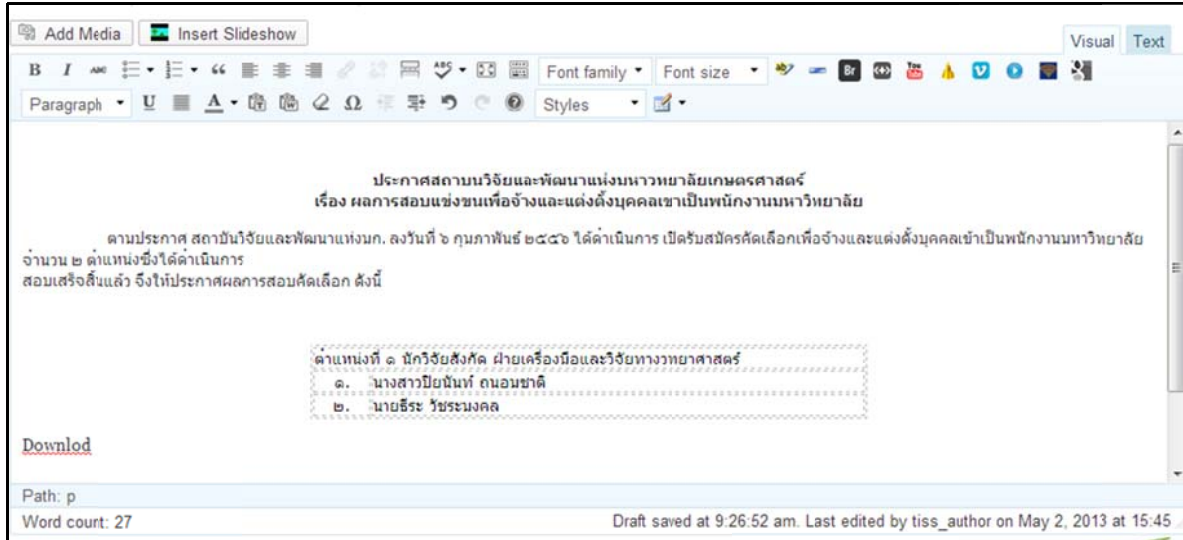 Add Media Insert Slideshow Visual Text
B I ABC ABC Font family Font size Br You Tube
Paragraph U A Ω Styles
ประกาศสถาบนวิจัยและพัฒนาแห่งมหาวทยาลัยเกษตรศาสตร์
เรื่อง ผลการสอบแข่งขนเพื่อจ้างและแต่งตั้งบุคคลเขาเป็นพนักงานมหาวิทยาลัย
ตามประกาศ สถาบันวิจัยและพัฒนาแห่งมก. ลงวันที่ ๖ กุมภาพันธ์ ๒๕๕๖ ได้ดำเนินการ เปิดรับสมัครคัดเลือกเพื่อจ้างและแต่งตั้งบุคคลเข้าเป็นพนักงานมหาวิทยาลัย
จำนวน ๒ ตำแหน่งซึ่งได้ดำเนินการ
สอบเสร็จสิ้นแล้ว จึงให้ประกาศผลการสอบคัดเลือก ดังนี้
ตำแหน่งที่ ๑ นักวิจัยสังกัด ฝ่ายเครื่องมือและวิจัยทางวทยาศาสตร์
๑. นางสาวปิยนันท์ ถนอมชาติ
๒. นายธีระ วัชระมงคล
Downlod
Path: p
Word count: 27 Draft saved at 9:26:52 am. Last edited by tiss_author on May 2, 2013 at 15:45